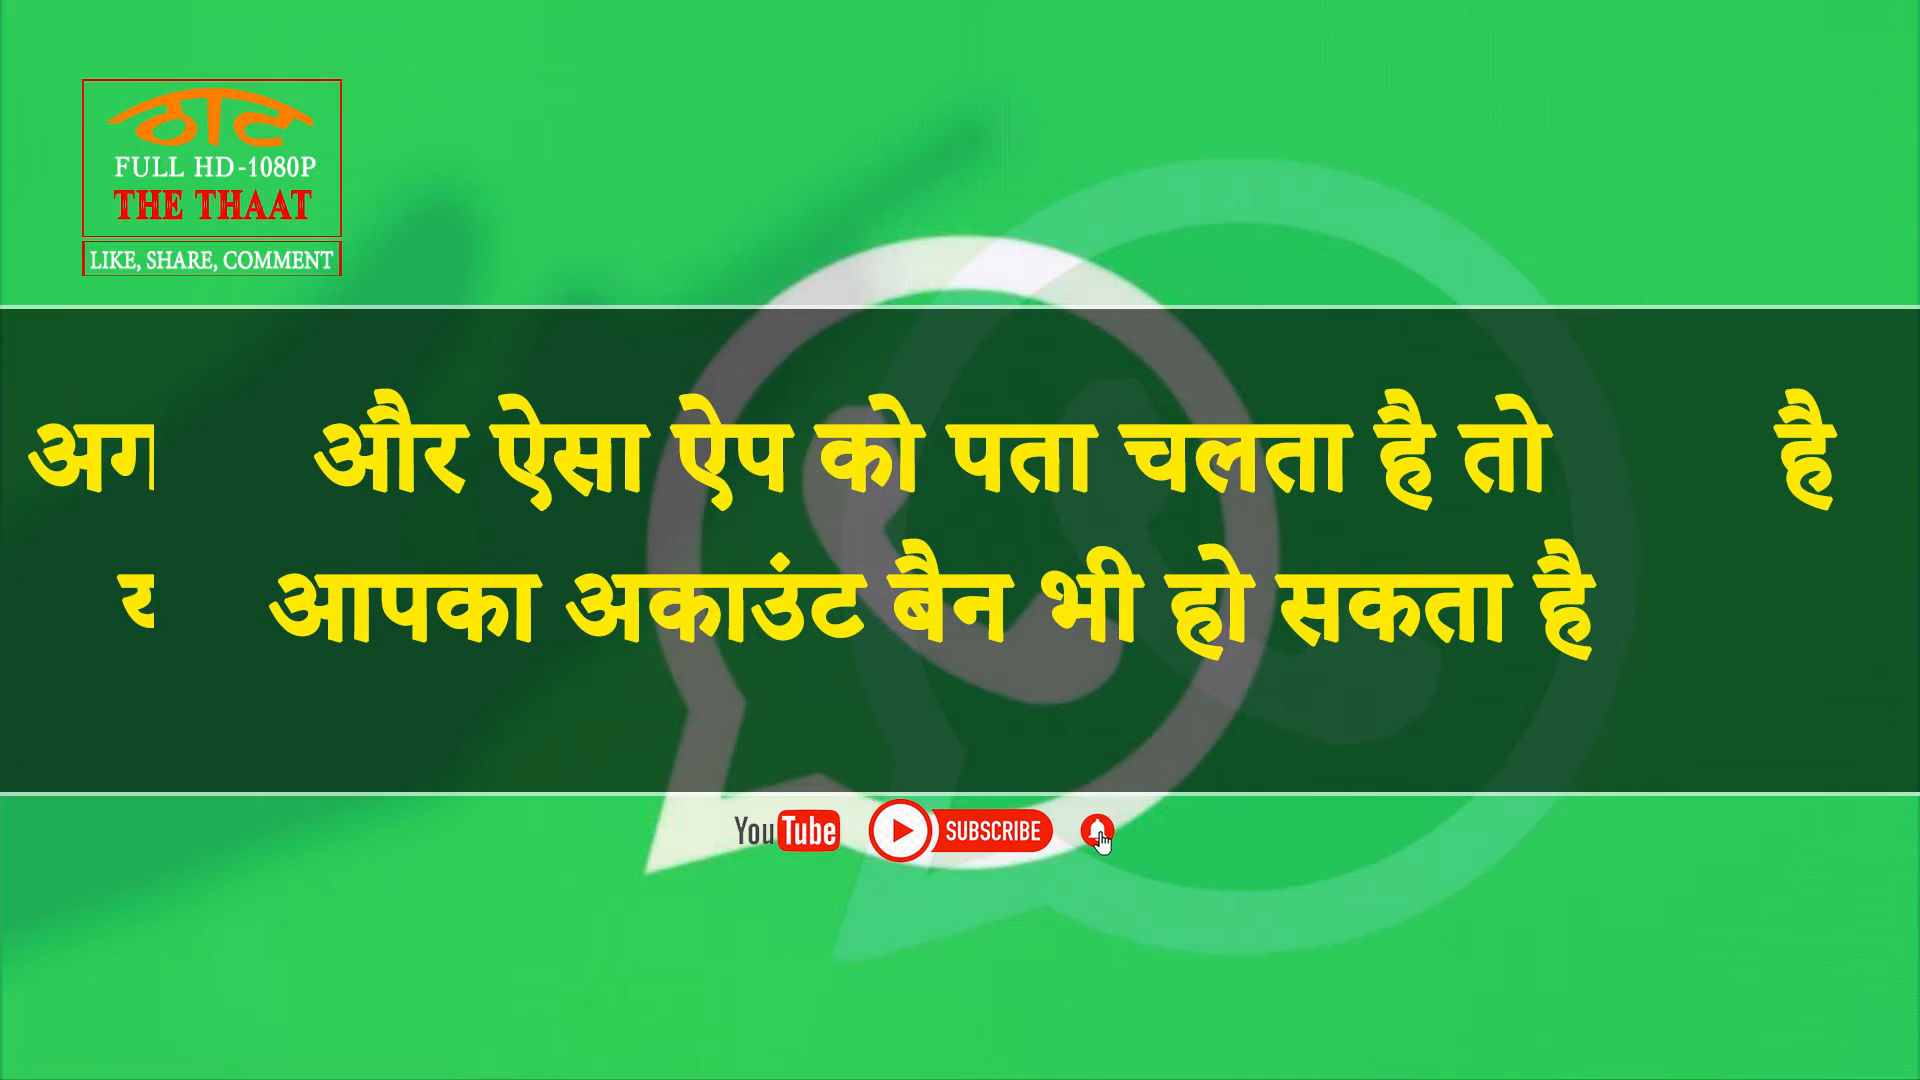 ठाट
FULL HD-1080P
THE THAAT
LIKE, SHARE, COMMENT
और ऐसा ऐप को पता चलता है तो है
आपका अकाउंट बैन भी हो सकता है
YouTube SUBSCRIBE